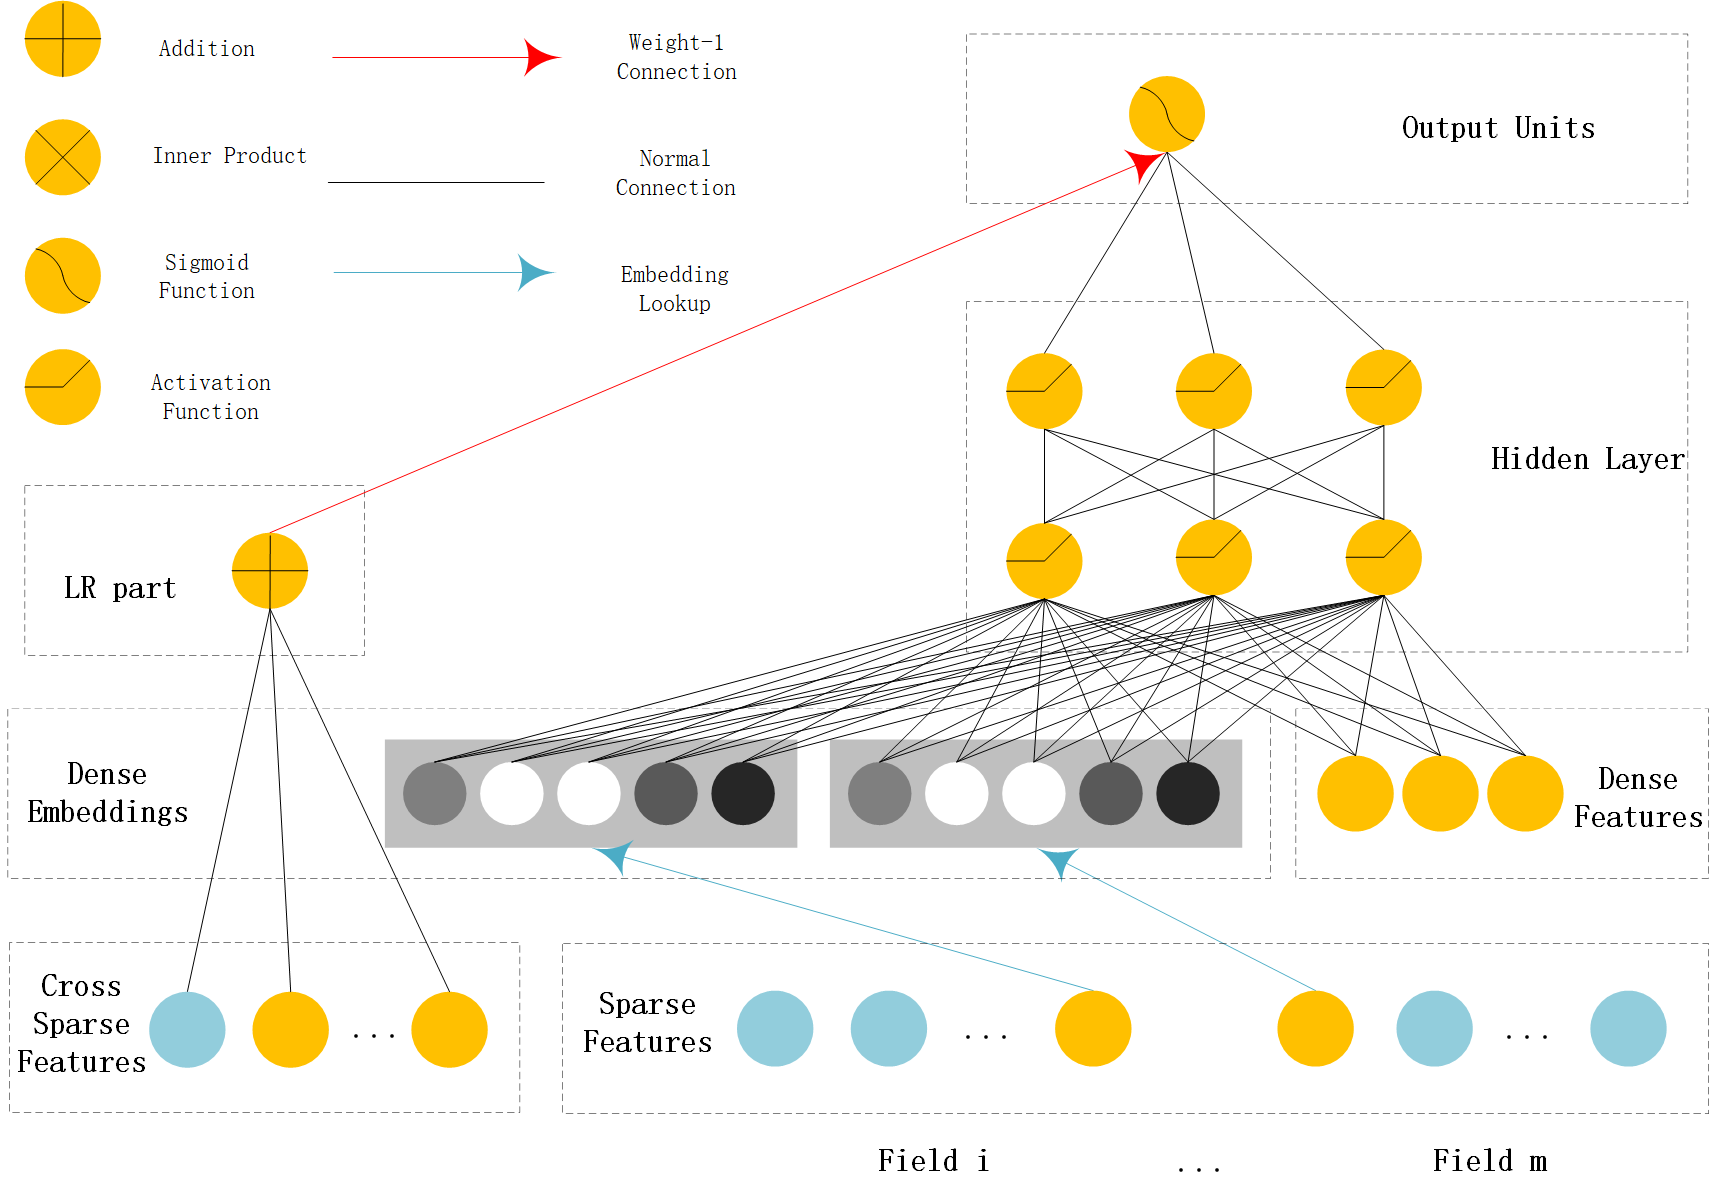 Addition
Weight-1
Connection
Inner Product
Normal
Connection
Sigmoid
Function
Embedding
Lookup
Activation
Function
Output Units
Hidden Layer
LR part
Dense
Embeddings
Dense
Features
Cross
Sparse
Features
...
Sparse
Features
...
...
Field i
...
Field m